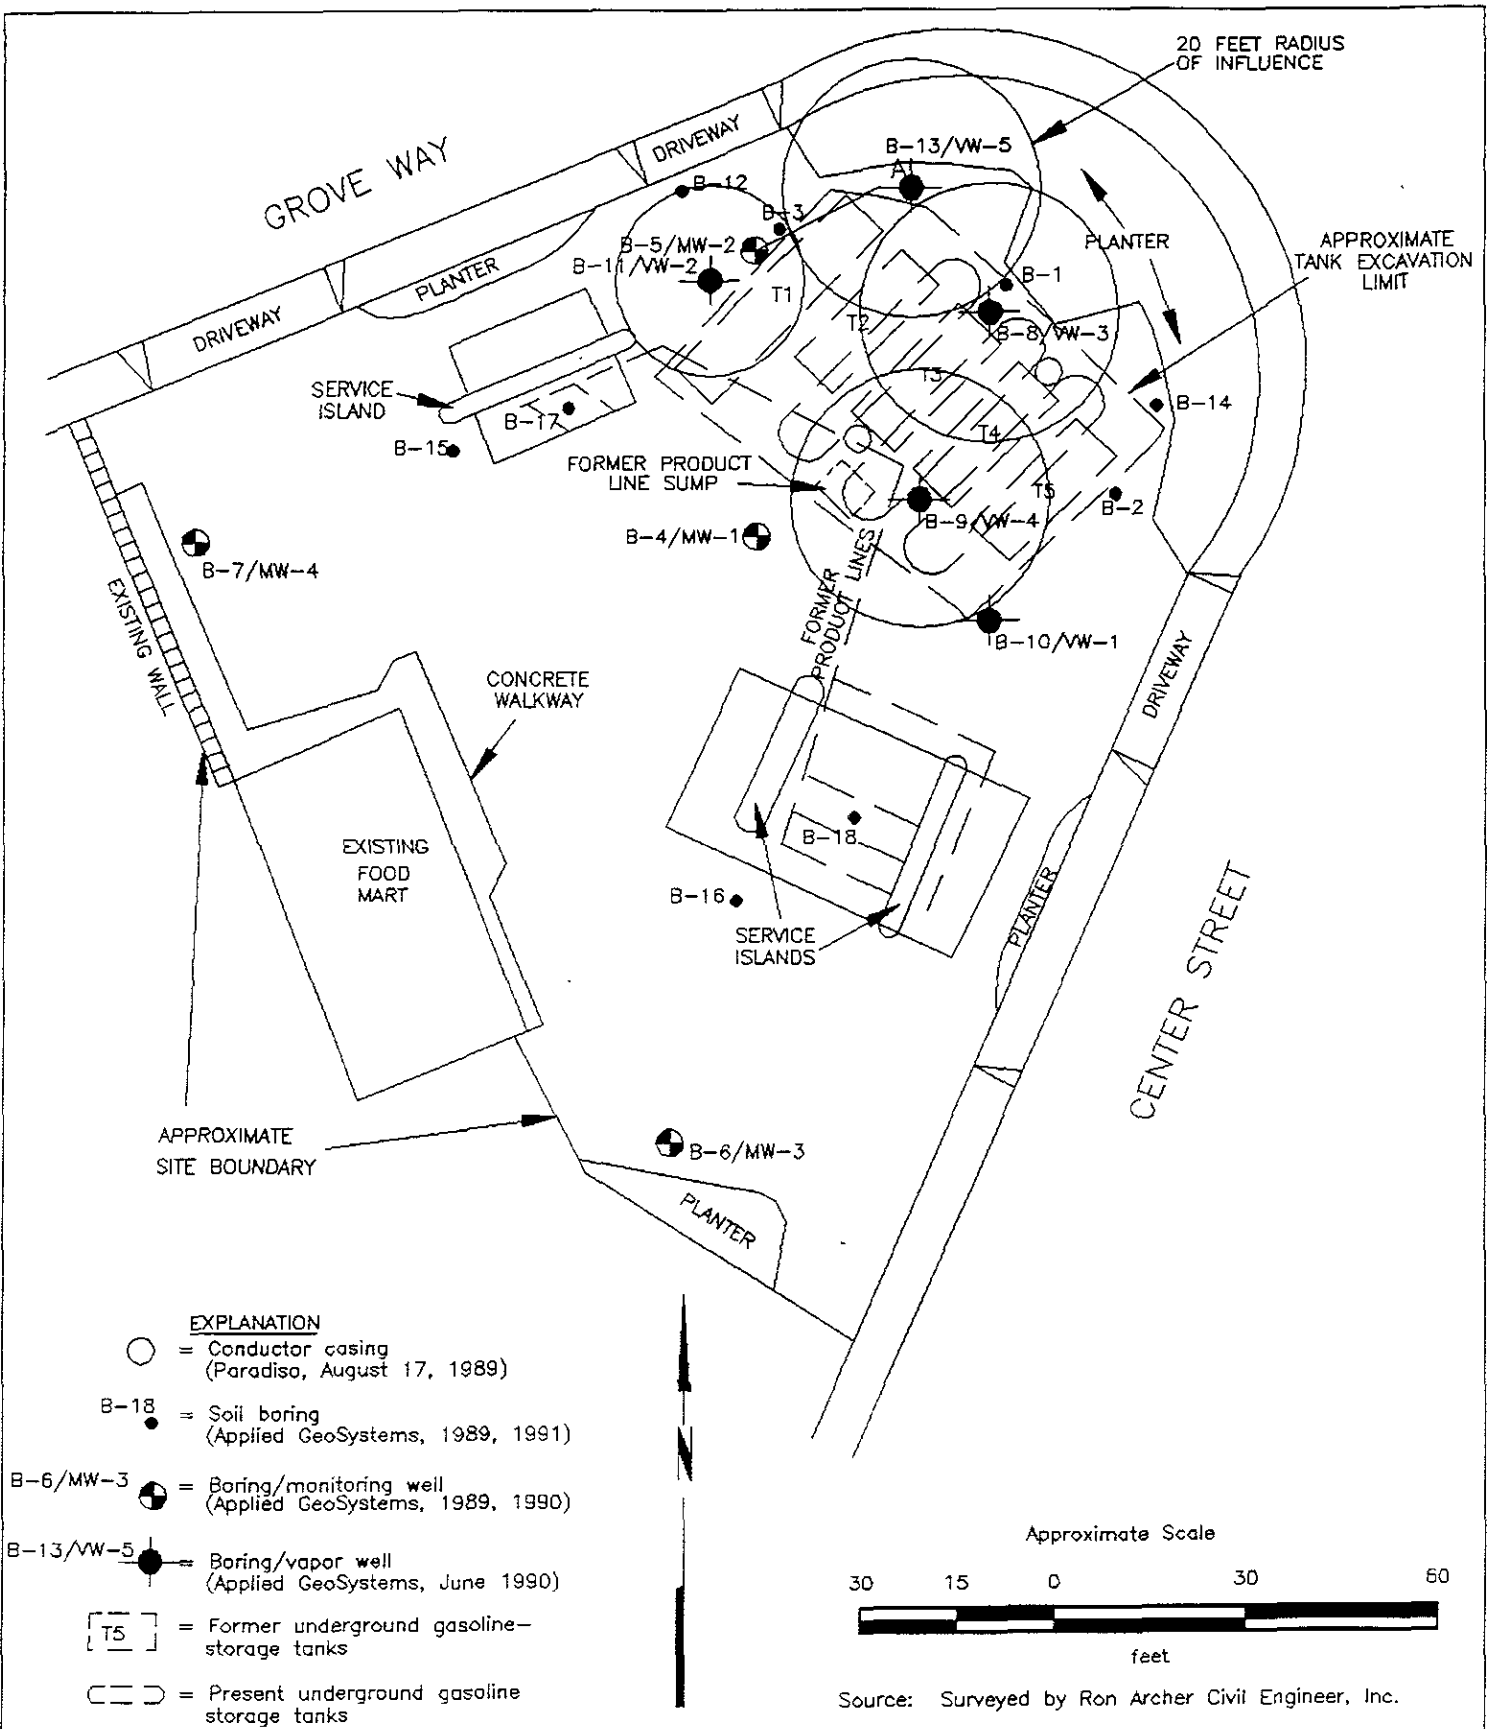 20 FEET RADIUS
OF INFLUENCE
GROVE WAY
DRIVEWAY
B-13/VW-5
A
B-12
B-3
B-5/MW-2
B-11/VW-2
PLANTER
PLANTER
APPROXIMATE
TANK EXCAVATION
LIMIT
B-1
T1
T2
B-8/VW-3
DRIVEWAY
T3
SERVICE
ISLAND
B-17
B-14
B-15
T4
FORMER PRODUCT
LINE SUMP
T5
B-2
B-9/VW-4
B-4/MW-1
B-7/MW-4
EXISTING WALL
FORMER
PRODUCT LINES
B-10/VW-1
DRIVEWAY
CONCRETE
WALKWAY
EXISTING
FOOD
MART
B-18
B-16
SERVICE
ISLANDS
PLANTER
CENTER STREET
APPROXIMATE
SITE BOUNDARY
B-6/MW-3
PLANTER
EXPLANATION
= Conductor casing
(Paradiso, August 17, 1989)
B-18
= Soil boring
(Applied GeoSystems, 1989, 1991)
B-6/MW-3
= Boring/monitoring well
(Applied GeoSystems, 1989, 1990)
B-13/VW-5
= Boring/vapor well
(Applied GeoSystems, June 1990)
T5
= Former underground gasoline-
storage tanks
= Present underground gasoline
storage tanks
N
Approximate Scale
30 15 0 30 60
feet
Source: Surveyed by Ron Archer Civil Engineer, Inc.